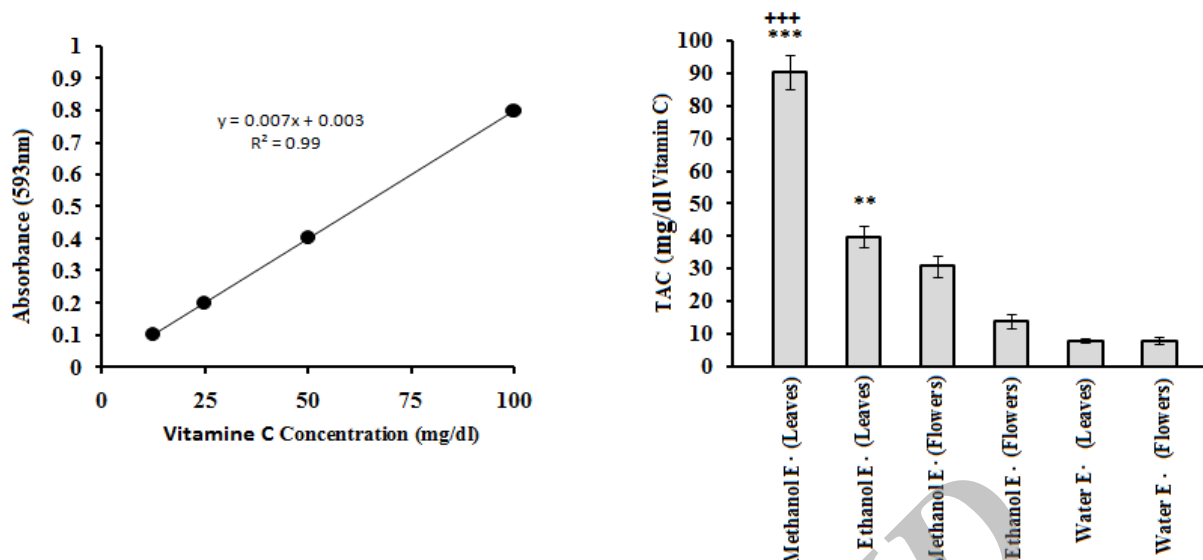 1
0.9
0.8
0.7
0.6
0.5
0.4
0.3
0.2
0.1
0
Absorbance (593nm)
y = 0.007x + 0.003
R² = 0.99
0 25 50 75 100
Vitamine C Concentration (mg/dl)
+++
***
**
100
90
80
70
60
50
40
30
20
10
0
TAC (mg/dl Vitamin C)
Methanol E · (Leaves)
Ethanol E · (Leaves)
Methanol E · (Flowers)
Ethanol E · (Flowers)
Water E · (Leaves)
Water E · (Flowers)